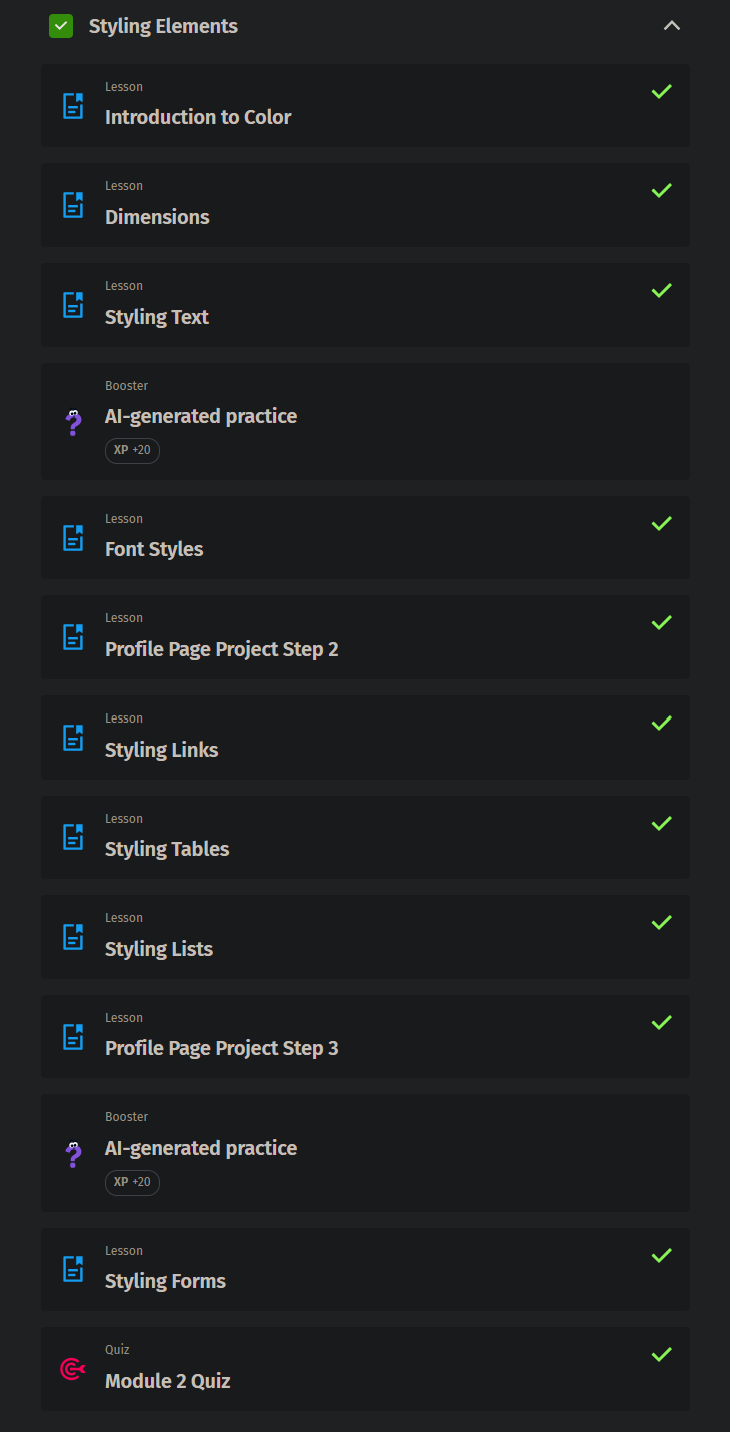 Styling Elements
Lesson
Introduction to Color
Lesson
Dimensions
Lesson
Styling Text
Booster
AI-generated practice
XP +20
Lesson
Font Styles
Lesson
Profile Page Project Step 2
Lesson
Styling Links
Lesson
Styling Tables
Lesson
Styling Lists
Lesson
Profile Page Project Step 3
Booster
AI-generated practice
XP +20
Lesson
Styling Forms
Quiz
Module 2 Quiz